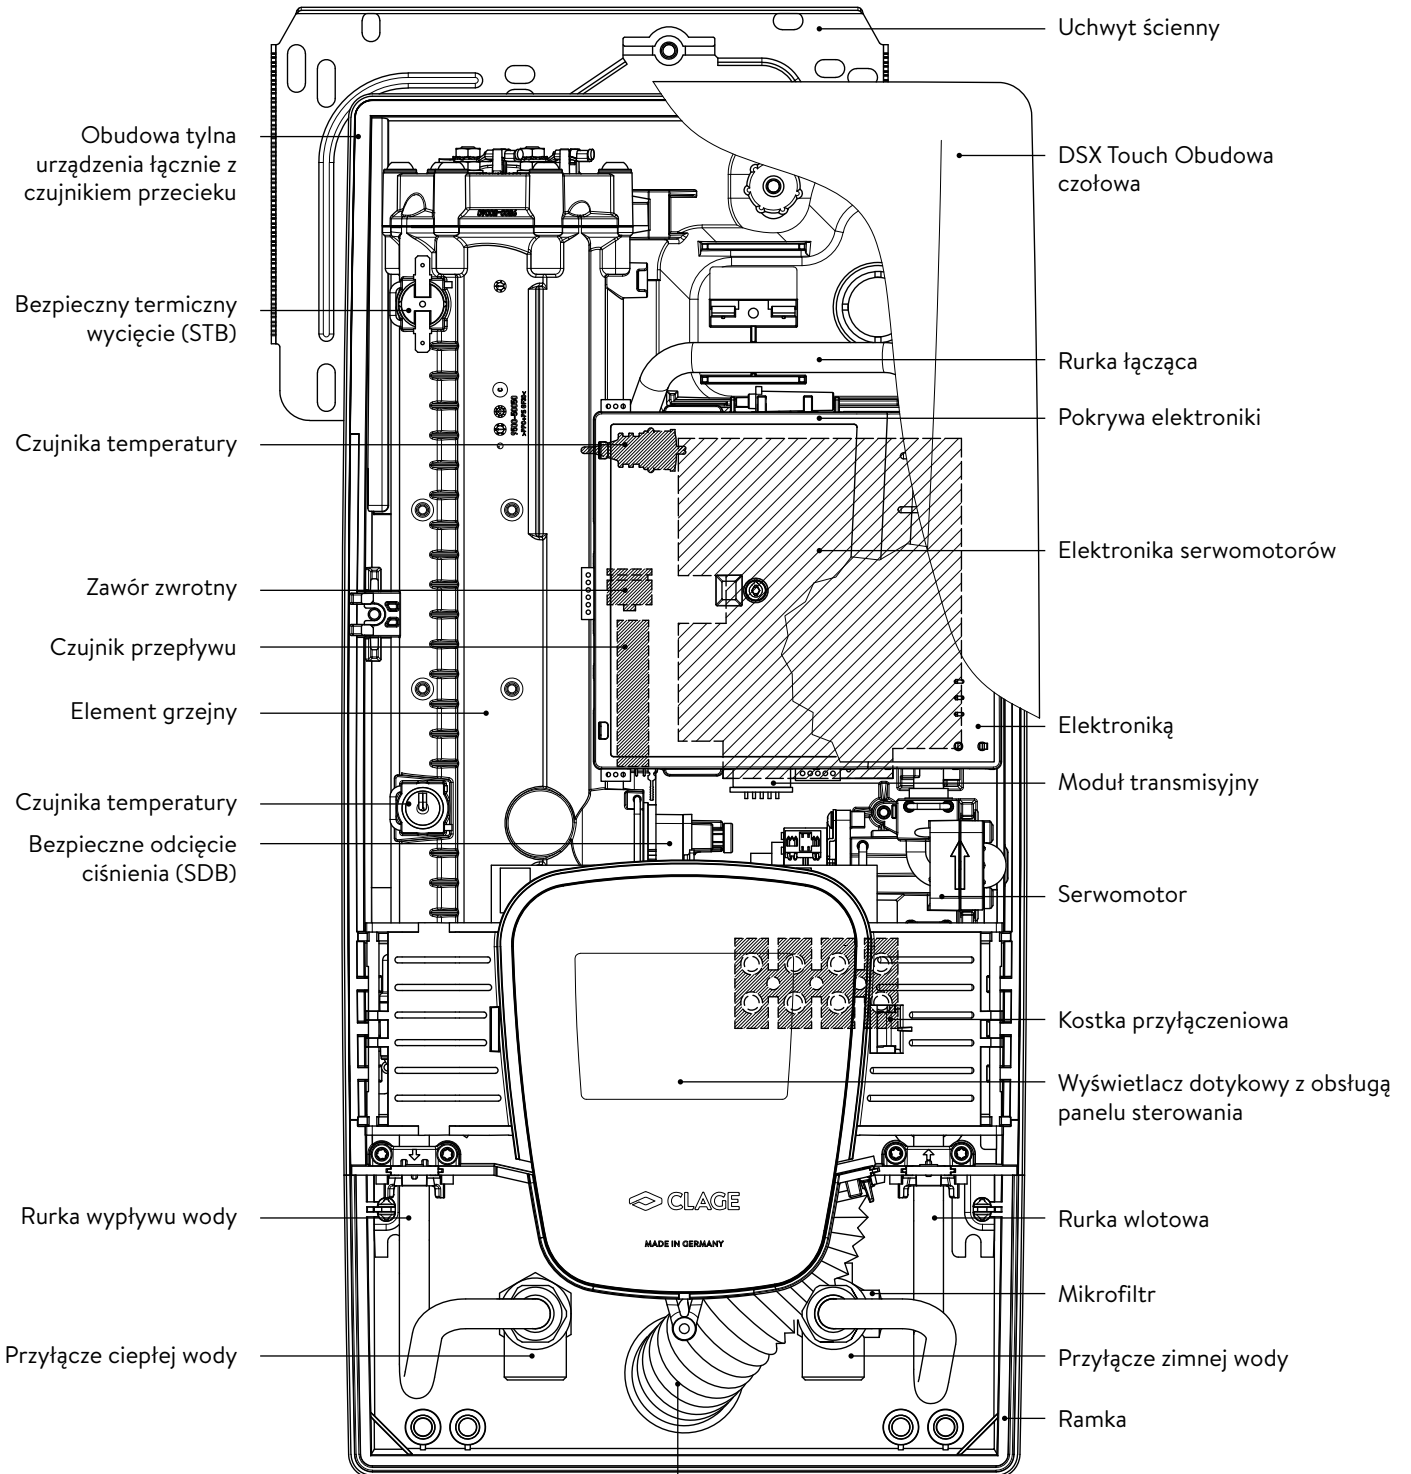 Uchwyt ścienny
Obudowa tylna
urządzenia łącznie z
czujnikiem przecieku
DSX Touch Obudowa
czołowa
Bezpieczny termiczny
wycięcie (STB)
Rurka łącząca
Pokrywa elektroniki
Czujnika temperatury
Elektronika serwomotorów
Zawór zwrotny
Czujnik przepływu
Element grzejny
Elektroniką
Moduł transmisyjny
Czujnika temperatury
Bezpieczne odcięcie
ciśnienia (SDB)
Serwomotor
Kostka przyłączeniowa
Wyświetlacz dotykowy z obsługą
panelu sterowania
CLAGE
MADE IN GERMANY
Rurka wypływu wody
Rurka wlotowa
Mikrofiltr
Przyłącze ciepłej wody
Przyłącze zimnej wody
Ramka